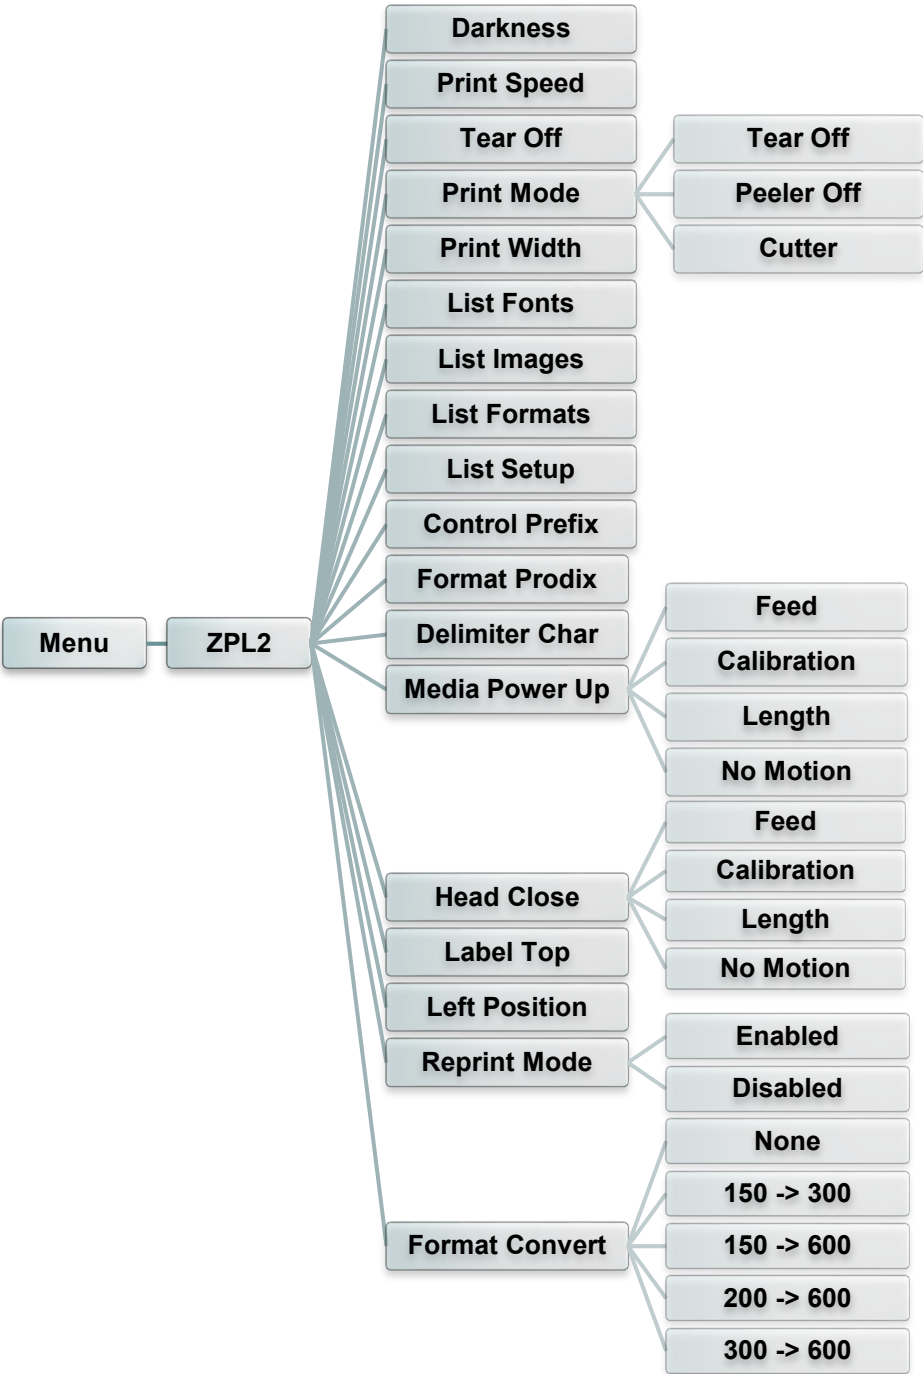 Menu
ZPL2
Darkness
Print Speed
Tear Off
Print Mode
Tear Off
Peeler Off
Cutter
Print Width
List Fonts
List Images
List Formats
List Setup
Control Prefix
Format Prodix
Delimiter Char
Media Power Up
Feed
Calibration
Length
No Motion
Head Close
Feed
Calibration
Length
No Motion
Label Top
Left Position
Reprint Mode
Enabled
Disabled
Format Convert
None
150 -> 300
150 -> 600
200 -> 600
300 -> 600